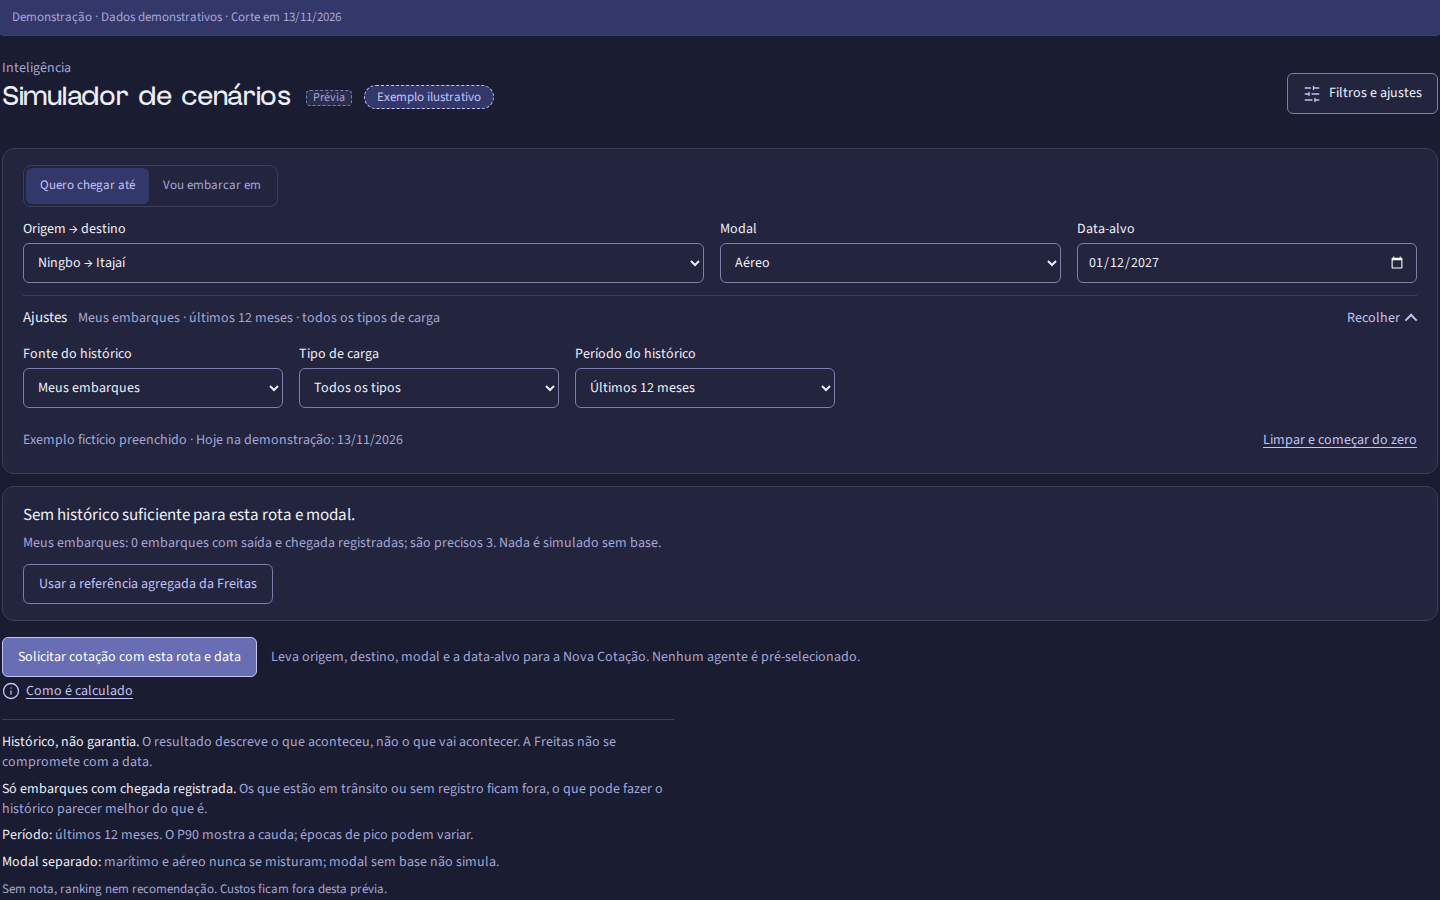 Demonstração · Dados demonstrativos · Corte em 13/11/2026
Inteligência
Simulador de cenários
Prévia
Exemplo ilustrativo
Filtros e ajustes
Quero chegar até
Vou embarcar em
Origem → destino
Modal
Data-alvo
Ningbo → Itajaí
Aéreo
01/12/2027
Ajustes
Meus embarques · últimos 12 meses · todos os tipos de carga
Recolher
Fonte do histórico
Tipo de carga
Período do histórico
Meus embarques
Todos os tipos
Últimos 12 meses
Exemplo fictício preenchido · Hoje na demonstração: 13/11/2026
Limpar e começar do zero
Sem histórico suficiente para esta rota e modal.
Meus embarques: 0 embarques com saída e chegada registradas; são precisos 3. Nada é simulado sem base.
Usar a referência agregada da Freitas
Solicitar cotação com esta rota e data
Leva origem, destino, modal e a data-alvo para a Nova Cotação. Nenhum agente é pré-selecionado.
Como é calculado
Histórico, não garantia. O resultado descreve o que aconteceu, não o que vai acontecer. A Freitas não se
compromete com a data.
Só embarques com chegada registrada. Os que estão em trânsito ou sem registro ficam fora, o que pode fazer o
histórico parecer melhor do que é.
Período: últimos 12 meses. O P90 mostra a cauda; épocas de pico podem variar.
Modal separado: marítimo e aéreo nunca se misturam; modal sem base não simula.
Sem nota, ranking nem recomendação. Custos ficam fora desta prévia.